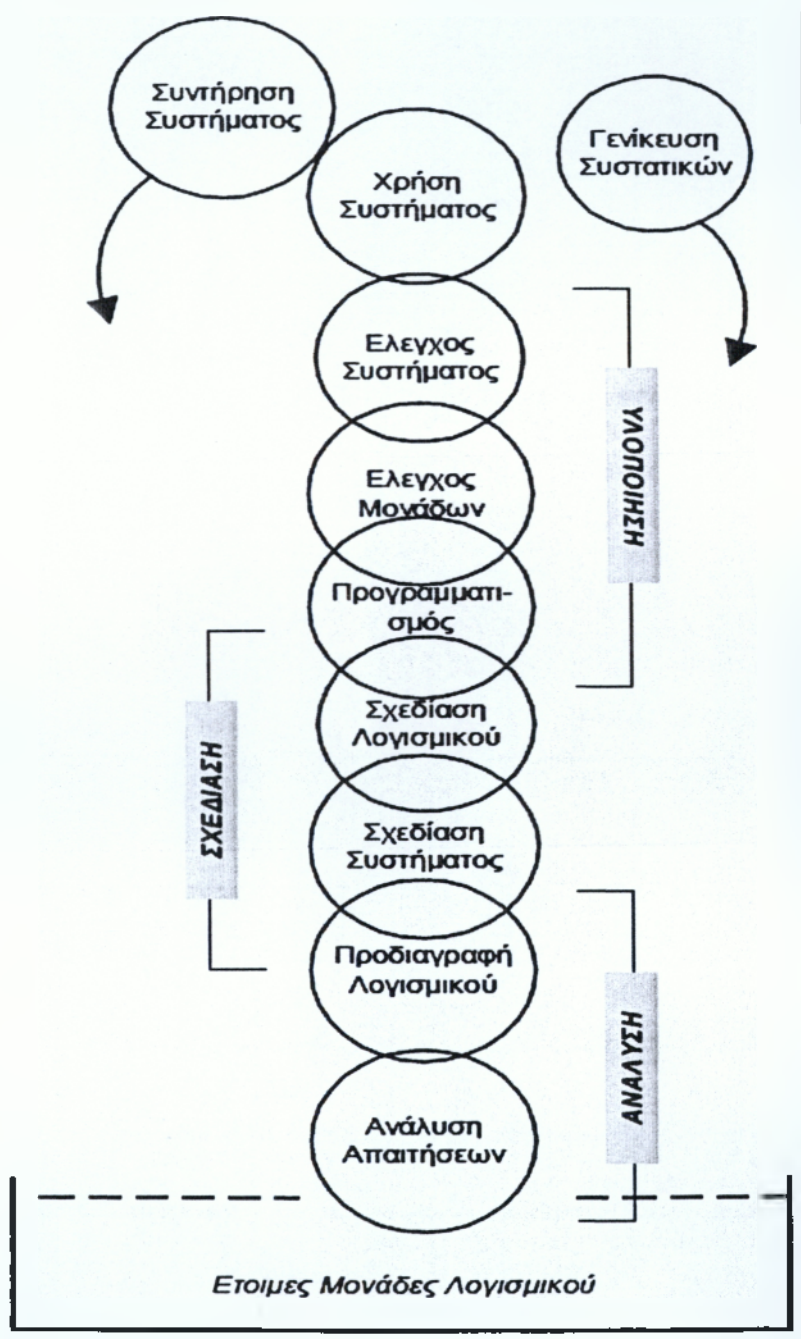 Συντήρηση
Συστήματος
Γενίκευση
Συστατικών
Χρήση
Συστήματος
Ελεγχος
Συστήματος
ΥΛΟΠΟΙΗΣΗ
Ελεγχος
Μονάδων
Προγραμματι-
σμός
Σχεδίαση
Λογισμικού
ΣΧΕΔΙΑΣΗ
Σχεδίαση
Συστήματος
Προδιαγραφή
Λογισμικού
ΑΝΑΛΥΣΗ
Ανάλυση
Απαιτήσεων
Ετοιμες Μονάδες Λογισμικού